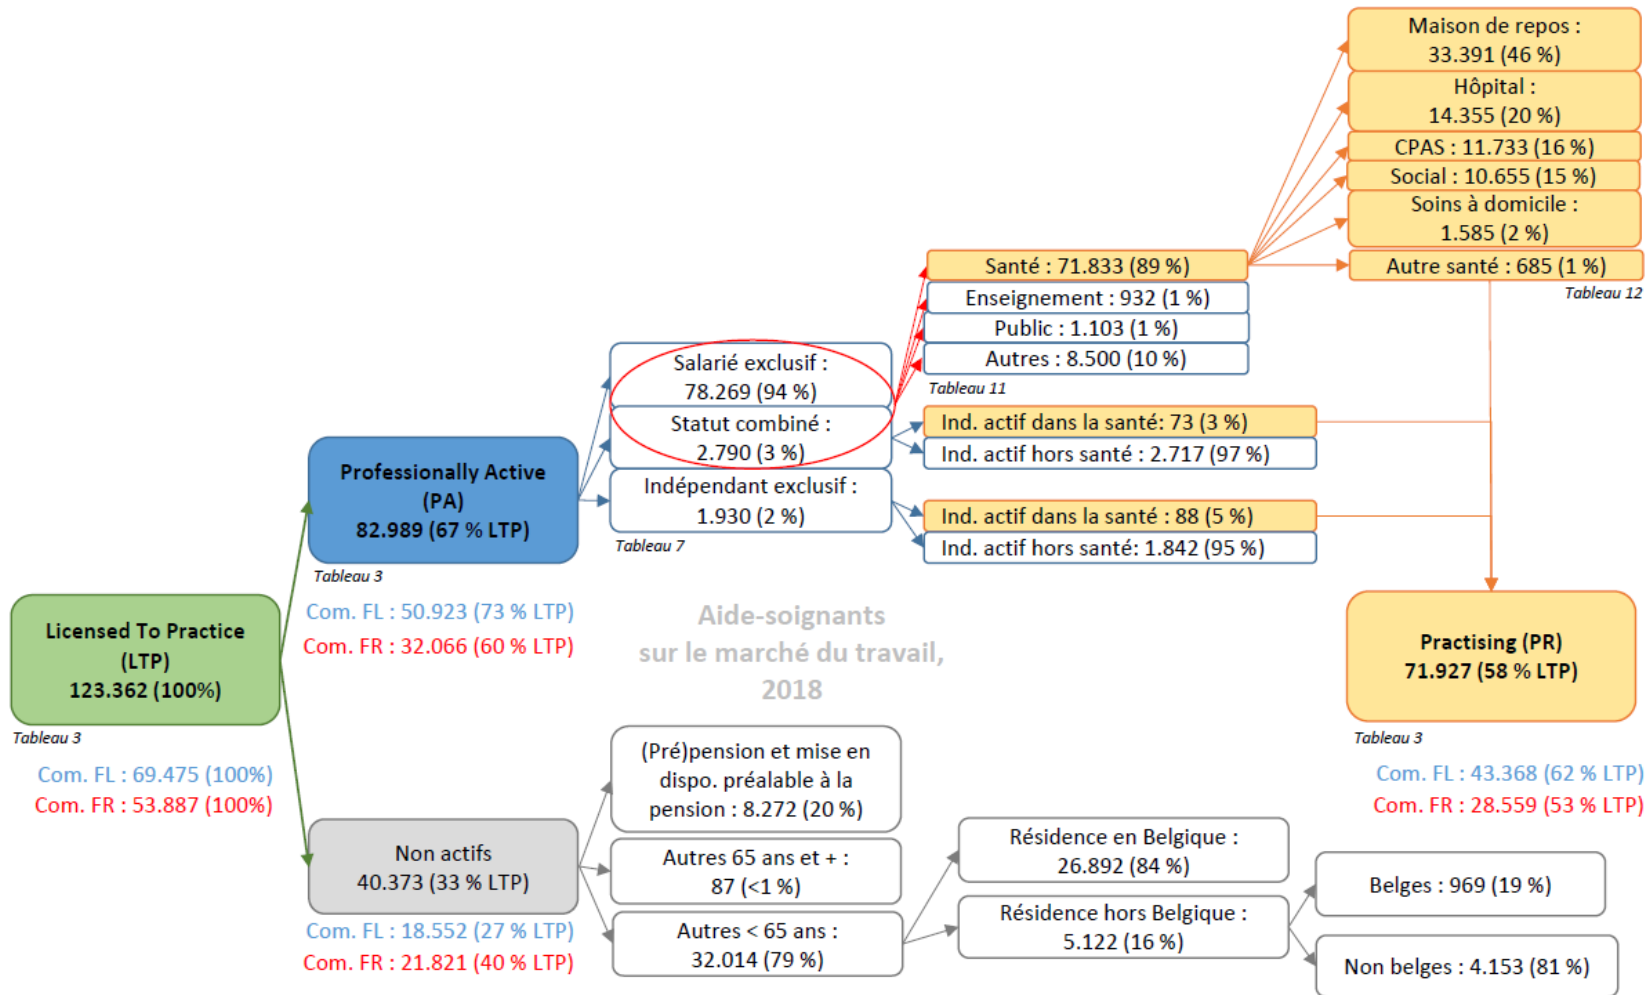 Maison de repos :
33.391 (46 %)
Hôpital :
14.355 (20 %)
CPAS : 11.733 (16 %)
Social : 10.655 (15 %)
Soins à domicile :
1.585 (2 %)
Autre santé : 685 (1 %)
Tableau 12
Santé : 71.833 (89 %)
Enseignement : 932 (1 %)
Public : 1.103 (1 %)
Autres : 8.500 (10 %)
Tableau 11
Salarié exclusif :
78.269 (94 %)
Statut combiné :
2.790 (3 %)
Indépendant exclusif :
1.930 (2 %)
Tableau 7
Ind. actif dans la santé: 73 (3 %)
Ind. actif hors santé : 2.717 (97 %)
Ind. actif dans la santé : 88 (5 %)
Ind. actif hors santé: 1.842 (95 %)
Professionally Active
(PA)
82.989 (67 % LTP)
Tableau 3
Com. FL : 50.923 (73 % LTP)
Com. FR : 32.066 (60 % LTP)
Aide-soignants
sur le marché du travail,
2018
Licensed To Practice
(LTP)
123.362 (100%)
Tableau 3
Com. FL : 69.475 (100%)
Com. FR : 53.887 (100%)
Practising (PR)
71.927 (58 % LTP)
Tableau 3
Com. FL : 43.368 (62 % LTP)
Com. FR : 28.559 (53 % LTP)
Non actifs
40.373 (33 % LTP)
Com. FL : 18.552 (27 % LTP)
Com. FR : 21.821 (40 % LTP)
(Pré)pension et mise en
dispo. préalable à la
pension : 8.272 (20 %)
Autres 65 ans et + :
87 (<1 %)
Autres < 65 ans :
32.014 (79 %)
Résidence en Belgique :
26.892 (84 %)
Résidence hors Belgique :
5.122 (16 %)
Belges : 969 (19 %)
Non belges : 4.153 (81 %)